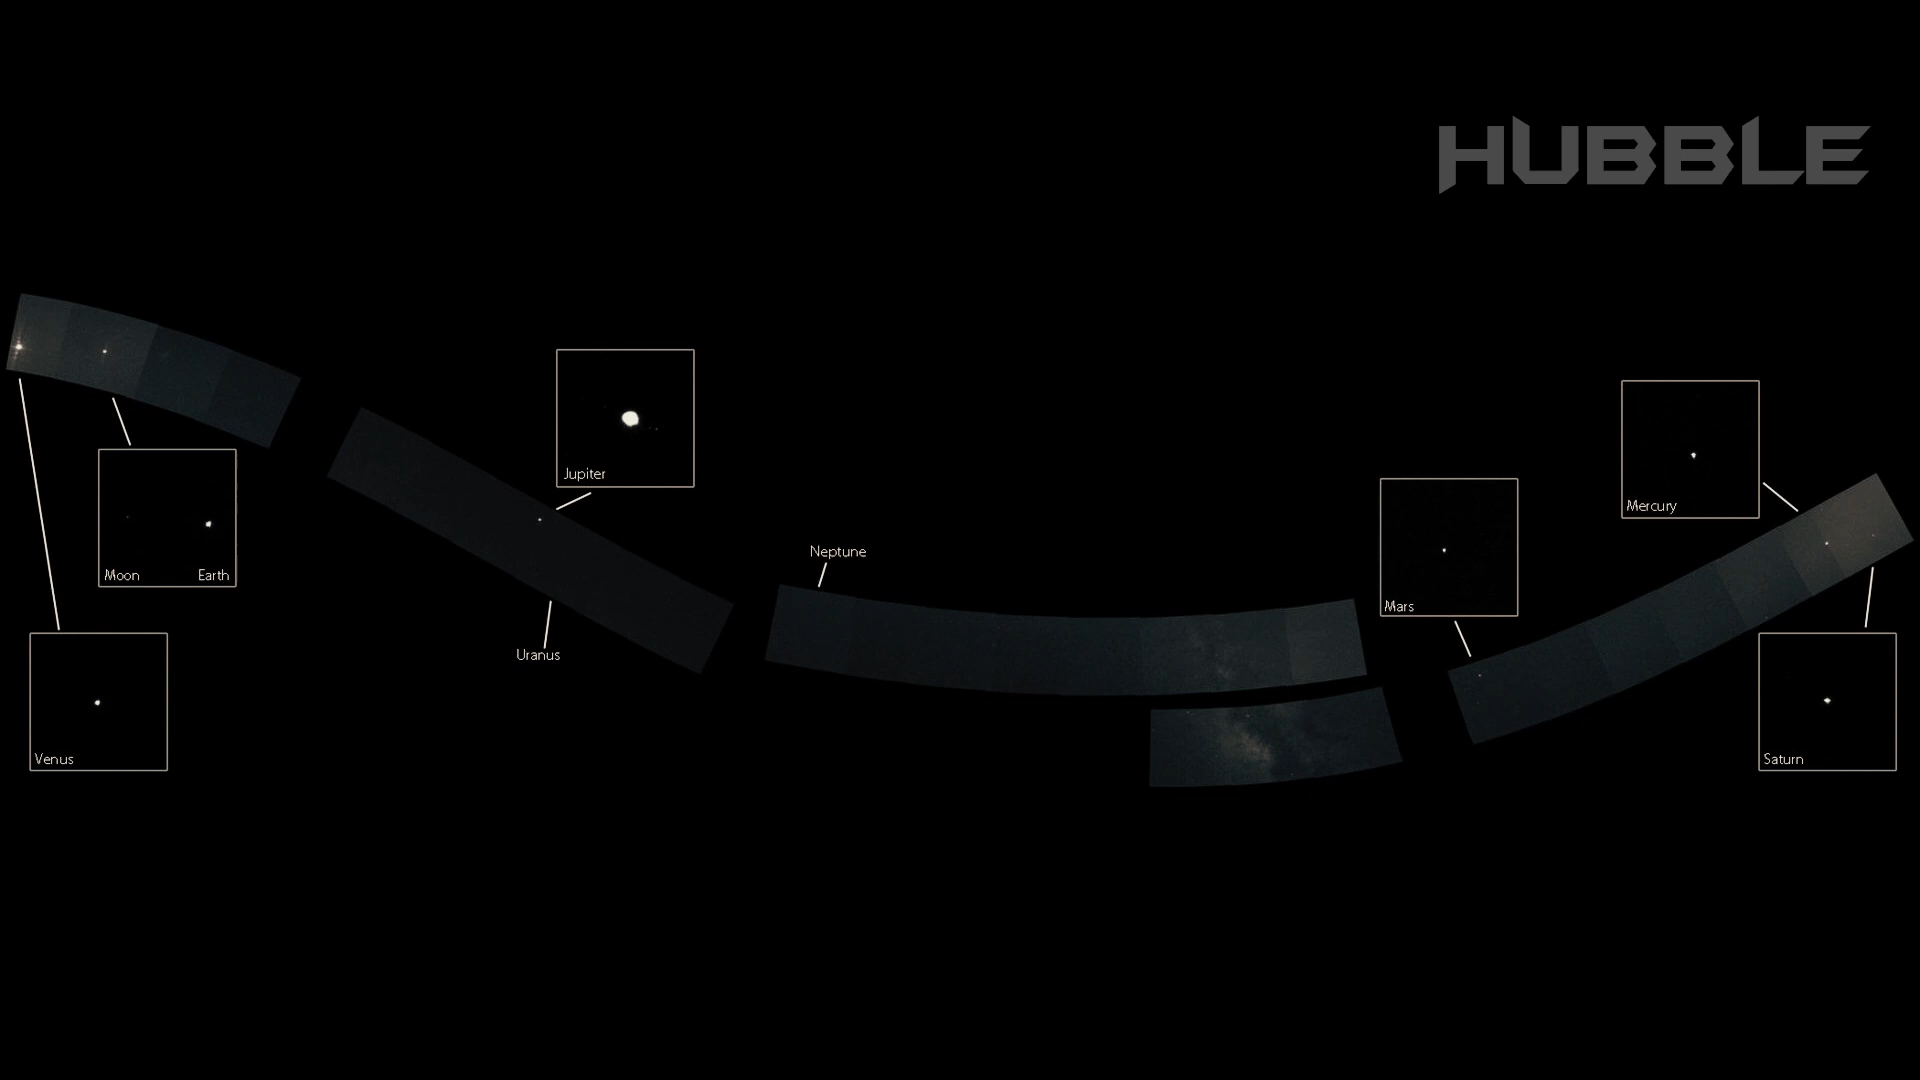 HUBBLE
Jupiter
Mercury
Neptune
Moon
Earth
Mars
Uranus
Venus
Saturn